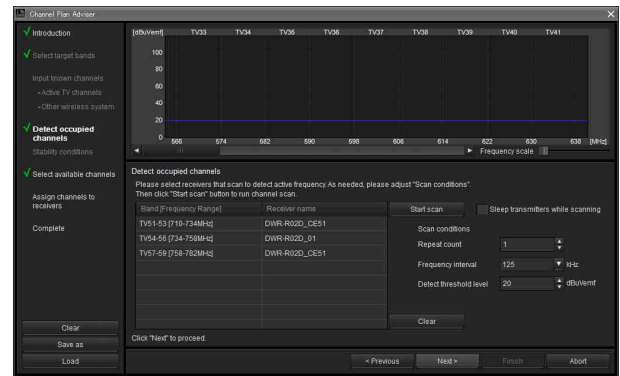 Channel Plan Adviser
Introduction
Select target bands
Input known channels
-Active TV channels
-Other wireless system
Detect occupied
channels
Stability conditions
Select available channels
Assign channels to
receivers
Complete
Clear
Save as
Load
[dBuVemf] TV33 TV34 TV35 TV36 TV37 TV38 TV39 TV40 TV41
100
80
60
40
20
0
566 574 582 590 598 606 614 622 630 638 [MHz]
Frequency scale
Detect occupied channels
Please select receivers that scan to detect active frequency. As needed, please adjust "Scan conditions".
Then click "Start scan" button to run channel scan.
Band [Frequency Range] Receiver name
TV51-53 [710-734MHz] DWR-R02D_CE51
TV54-56 [734-758MHz] DWR-R02D_01
TV57-59 [758-782MHz] DWR-R02D_CE51
Start scan Sleep transmitters while scanning
Scan conditions
Repeat count 1
Frequency interval 125 kHz
Detect threshold level 20 dBuVemf
Clear
Click "Next" to proceed.
< Previous Next > Finish Abort